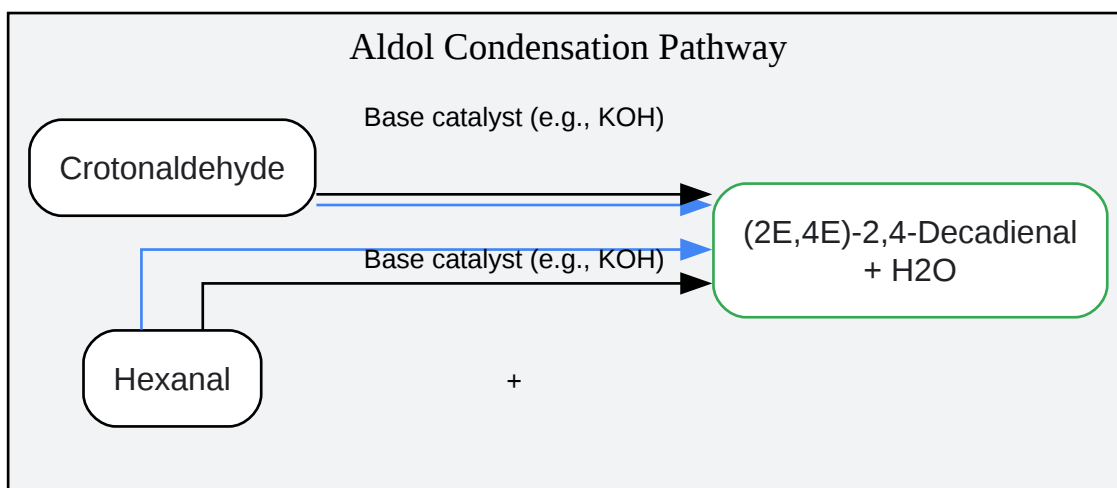 Aldol Condensation Pathway
Base catalyst (e.g., KOH)
Crotonaldehyde
(2E,4E)-2,4-Decadienal
+ H2O
Base catalyst (e.g., KOH)
Hexanal
+